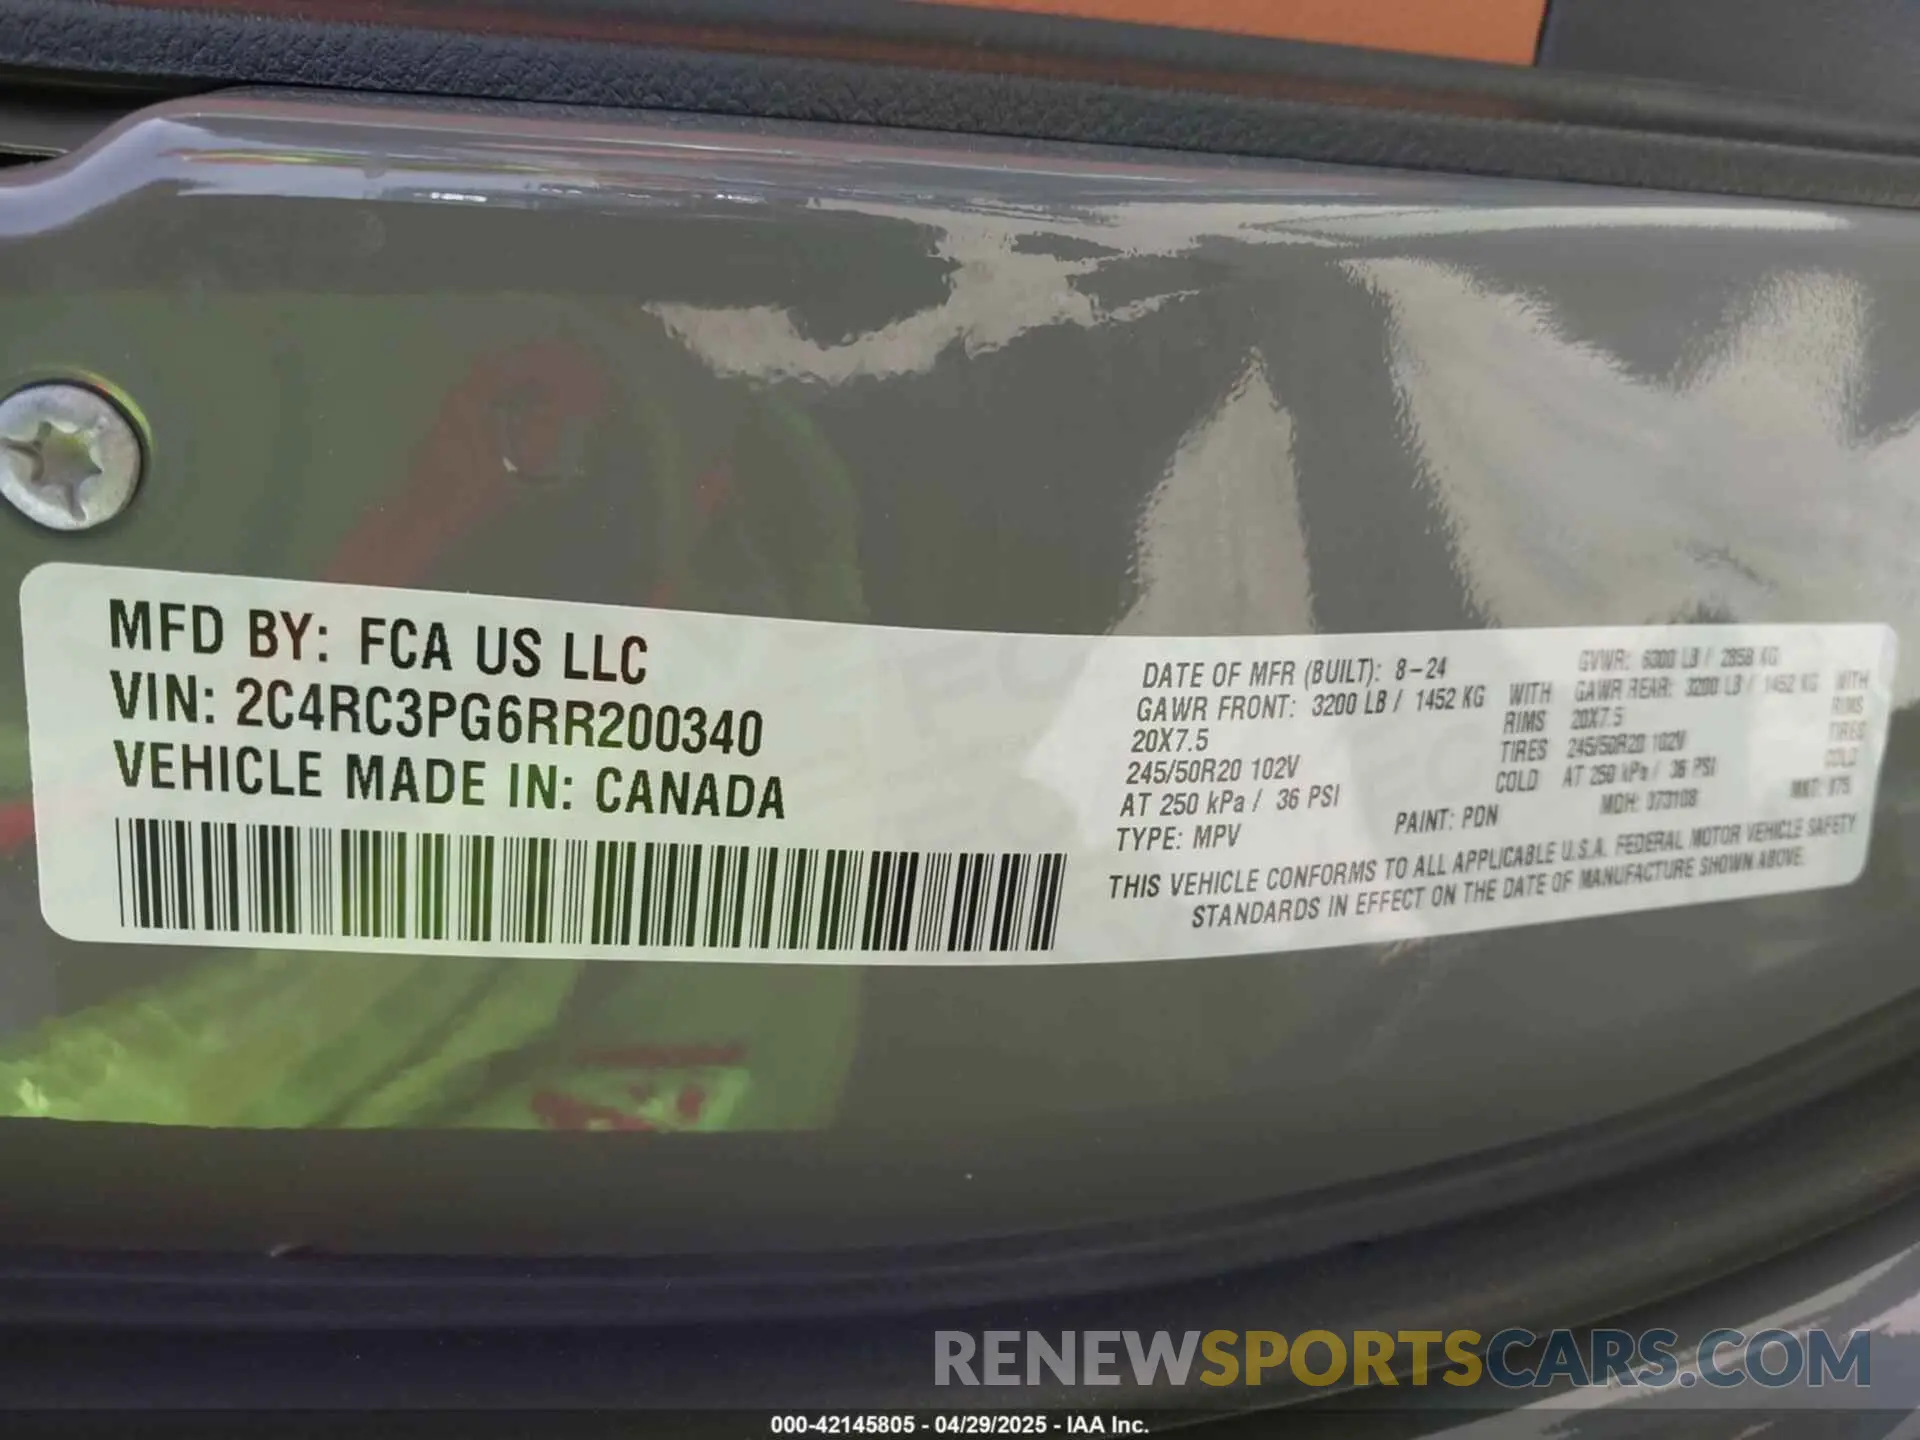 MFD BY: FCA US LLC
VIN: 2C4RC3PG6RR200340
VEHICLE MADE IN: CANADA
DATE OF MFR (BUILT): 8-24 GVWR: 6300 LB / 2858 KG
GAWR FRONT: 3200 LB / 1452 KG WITH GAWR REAR: 3200 LB / 1452 KG WITH
20X7.5 RIMS 20X7.5 RIMS
245/50R20 102V TIRES 245/50R20 102V TIRES
AT 250 kPa / 36 PSI COLD AT 250 kPa / 36 PSI COLD
TYPE: MPV PAINT: PDN MDH:
THIS VEHICLE CONFORMS TO ALL APPLICABLE U.S.A. FEDERAL MOTOR VEHICLE SAFETY
STANDARDS IN EFFECT ON THE DATE OF MANUFACTURE SHOWN ABOVE.
RENEWSPORTSCARS.COM
000-42145805 - 04/29/2025 - IAA Inc.